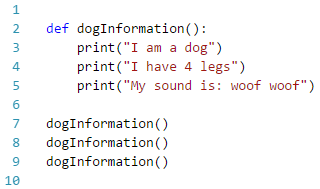 1
2 def dogInformation():
3     print("I am a dog")
4     print("I have 4 legs")
5     print("My sound is: woof woof")
6
7 dogInformation()
8 dogInformation()
9 dogInformation()
10